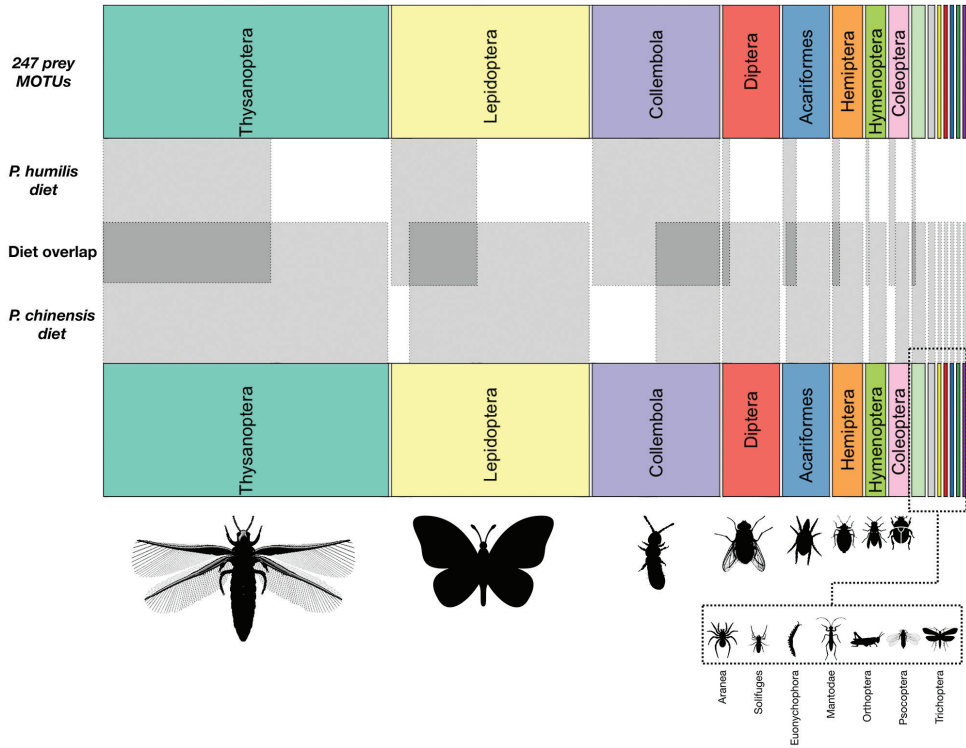 247 prey
MOTUs
Thysanoptera
Lepidoptera
Collembola
Diptera
Acariformes
Hemiptera
Hymenoptera
Coleoptera
P. humilis
diet
Diet overlap
P. chinensis
diet
Thysanoptera
Lepidoptera
Collembola
Diptera
Acariformes
Hemiptera
Hymenoptera
Coleoptera
Aranea
Solifuges
Euonychophora
Mantodae
Orthoptera
Psocoptera
Trichoptera